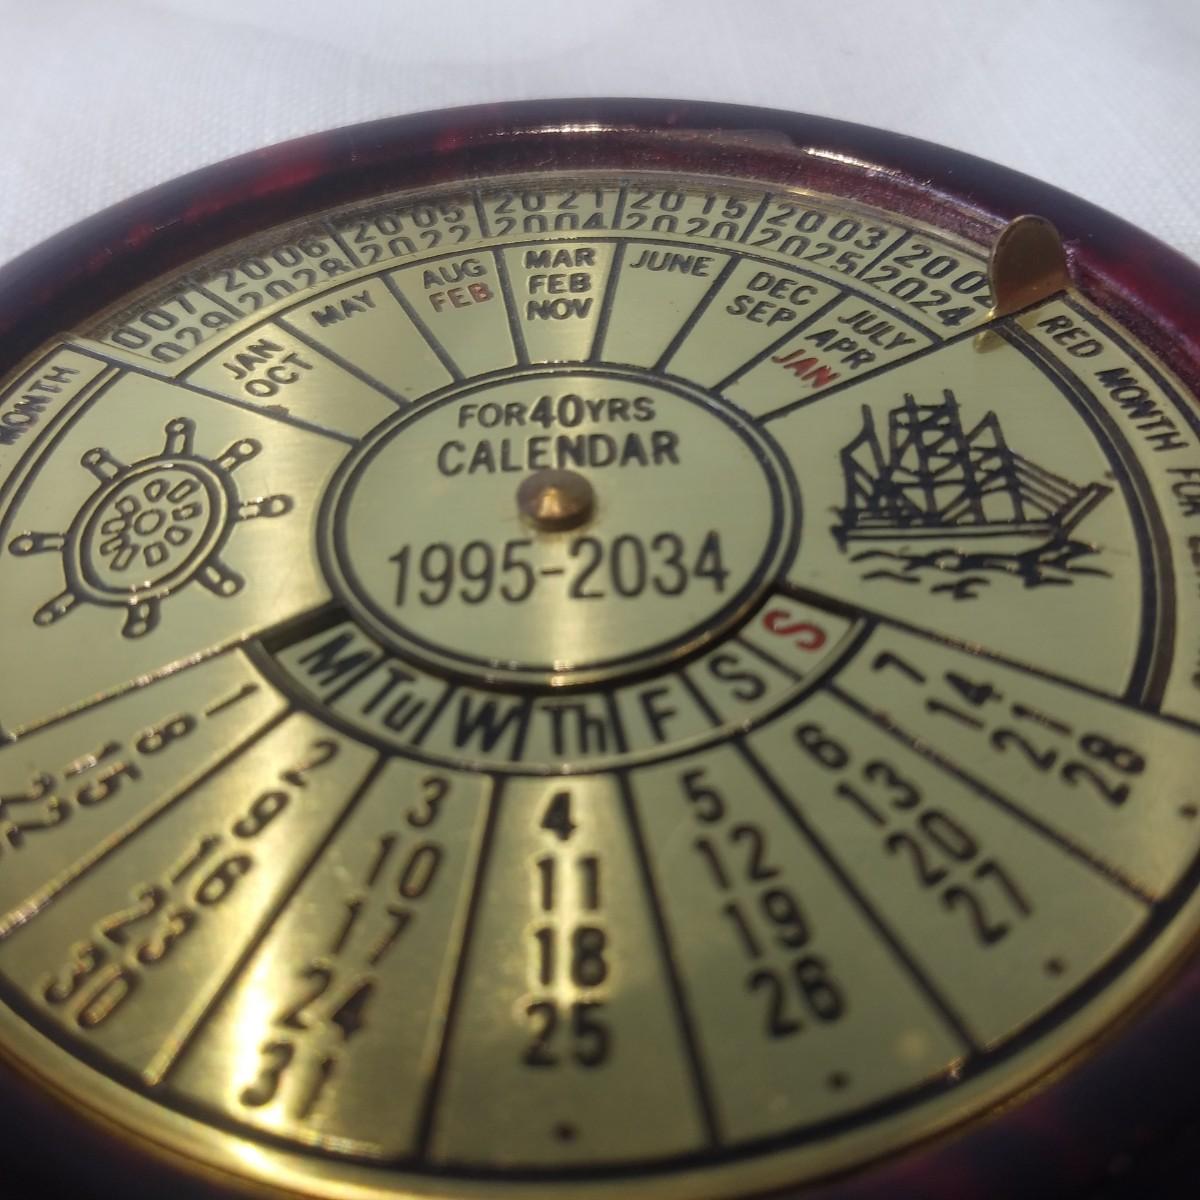 2006 2005 2021 2015 2003 2002
2028 2022 2004 2020 2025 2024
JAN
OCT
MAY
AUG
FEB
MAR
FEB
NOV
JUNE
DEC
SEP
JULY
APR
JAN
MONTH
RED MONTH FOR
FOR 40 YRS
CALENDAR
1995-2034
M Tu W Th F S S
1
8
15
22
2
9
16
23
30
3
10
17
24
31
4
11
18
25
5
12
19
26
6
13
20
27
7
14
21
28